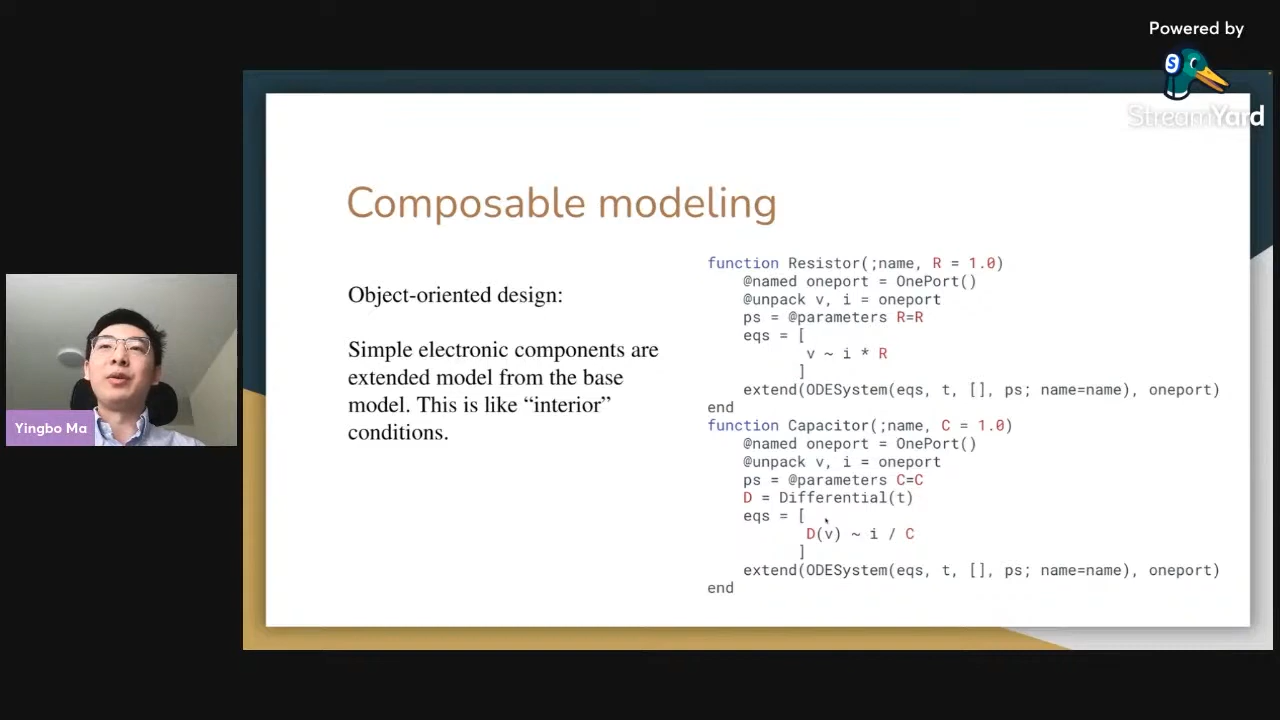 Powered by
S
StreamYard
Composable modeling
Object-oriented design:
Simple electronic components are
extended model from the base
model. This is like “interior”
conditions.
function Resistor(;name, R = 1.0)
    @named oneport = OnePort()
    @unpack v, i = oneport
    ps = @parameters R=R
    eqs = [
           v ~ i * R
          ]
    extend(ODESystem(eqs, t, [], ps; name=name), oneport)
end
function Capacitor(;name, C = 1.0)
    @named oneport = OnePort()
    @unpack v, i = oneport
    ps = @parameters C=C
    D = Differential(t)
    eqs = [
           D(v) ~ i / C
          ]
    extend(ODESystem(eqs, t, [], ps; name=name), oneport)
end
Yingbo Ma